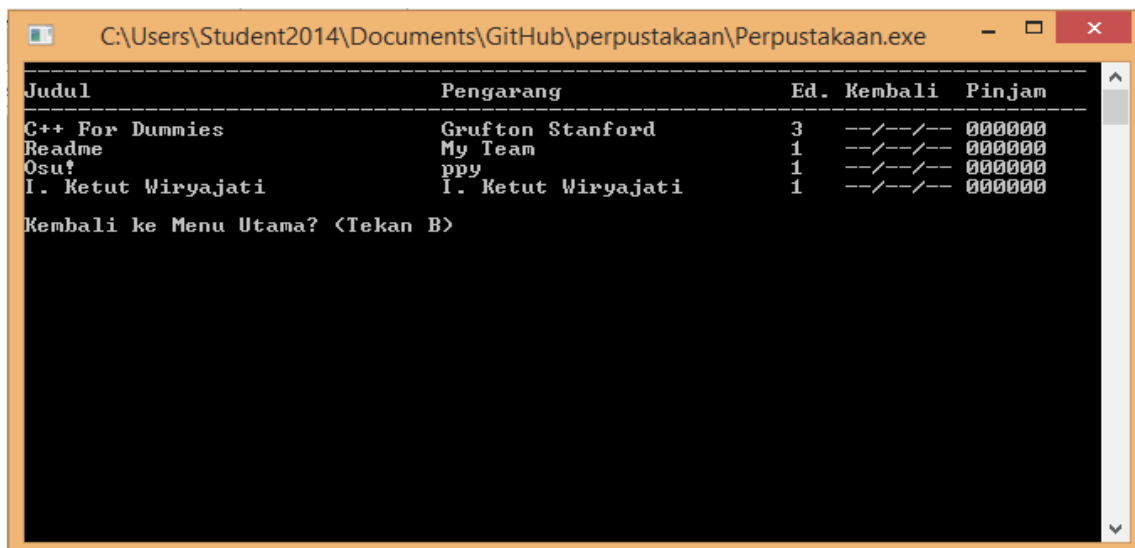 C:\Users\Student2014\Documents\GitHub\perpustakaan\Perpustakaan.exe
Judul Pengarang Ed. Kembali Pinjam
C++ For Dummies Grufton Stanford 3 --/--/-- 000000
Readme My Team 1 --/--/-- 000000
Osu! ppy 1 --/--/-- 000000
I. Ketut Wiryajati I. Ketut Wiryajati 1 --/--/-- 000000
Kembali ke Menu Utama? (Tekan B)